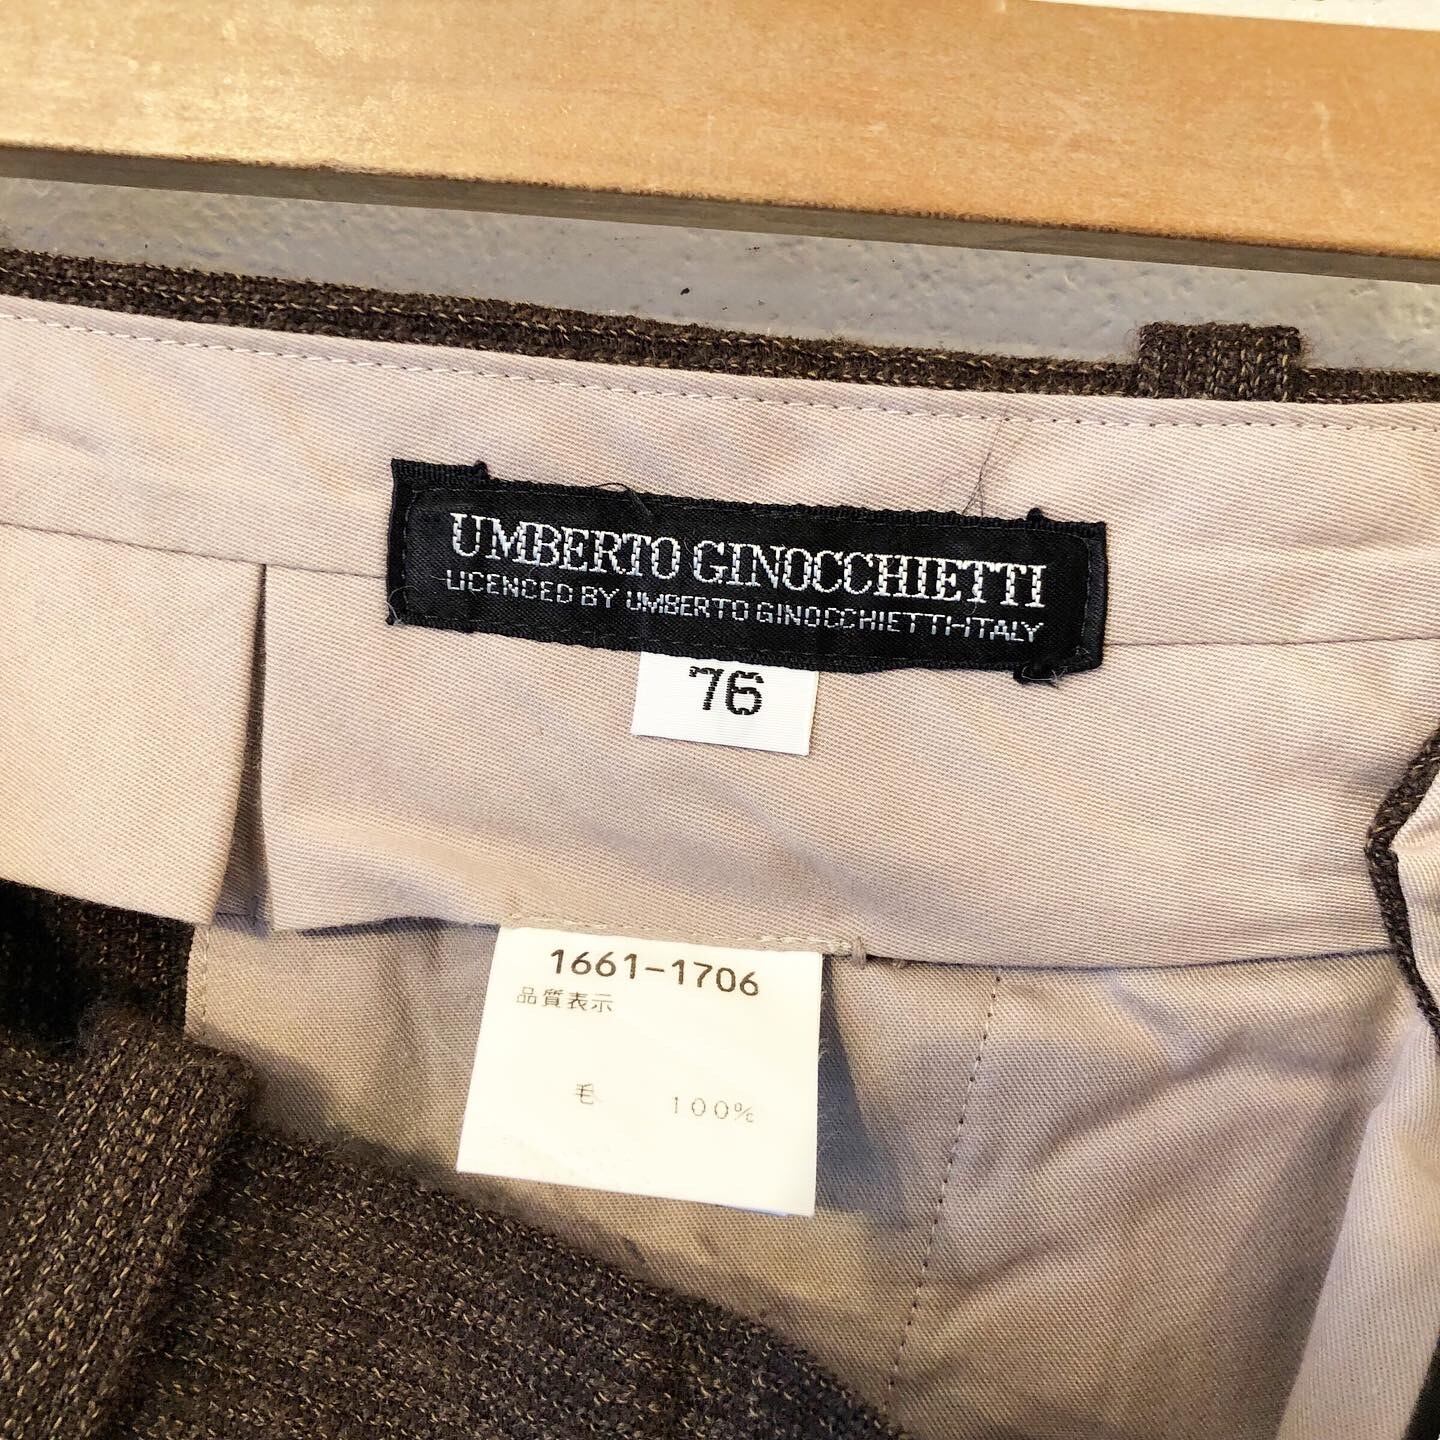 UMBERTO GINOCCHIETTI
LICENCED BY UMBERTO GINOCCHIETTI-ITALY
76
1661-1706
品質表示
毛 100%